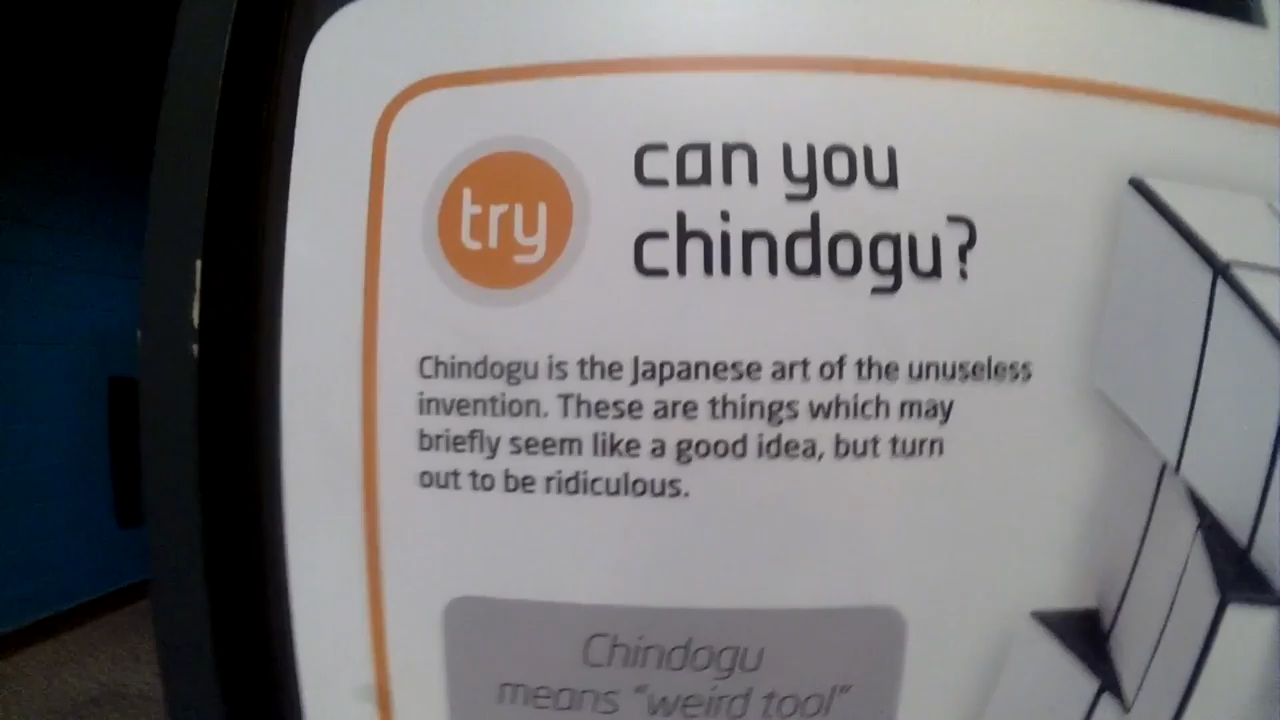 try
can you
chindogu?
Chindogu is the Japanese art of the unuseless
invention. These are things which may
briefly seem like a good idea, but turn
out to be ridiculous.
Chindogu
means “weird tool”